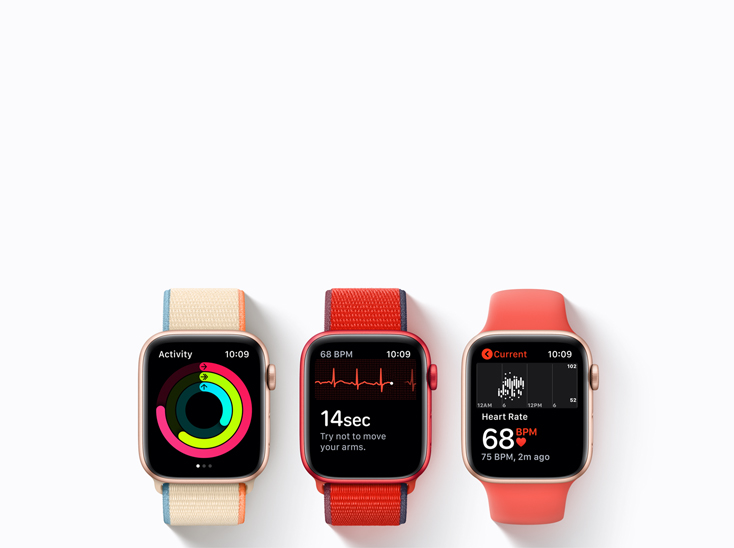 Activity 10:09
68 BPM 10:09
14sec
Try not to move
your arms.
Current 10:09
102
52
12AM 6 12PM 6
Heart Rate
68 BPM
75 BPM, 2m ago